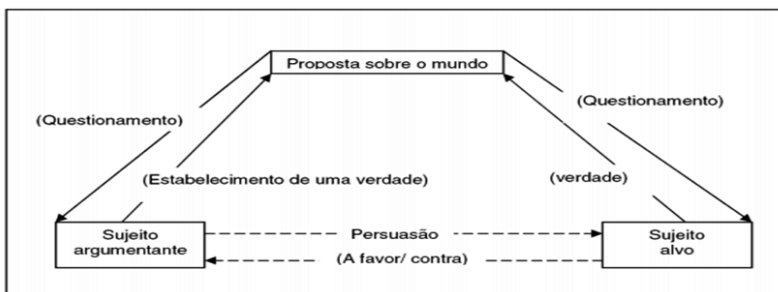 Proposta sobre o mundo
(Questionamento)
(Questionamento)
(Estabelecimento de uma verdade)
(verdade)
Sujeito
argumentante
Persuasão
Sujeito
alvo
(A favor/ contra)